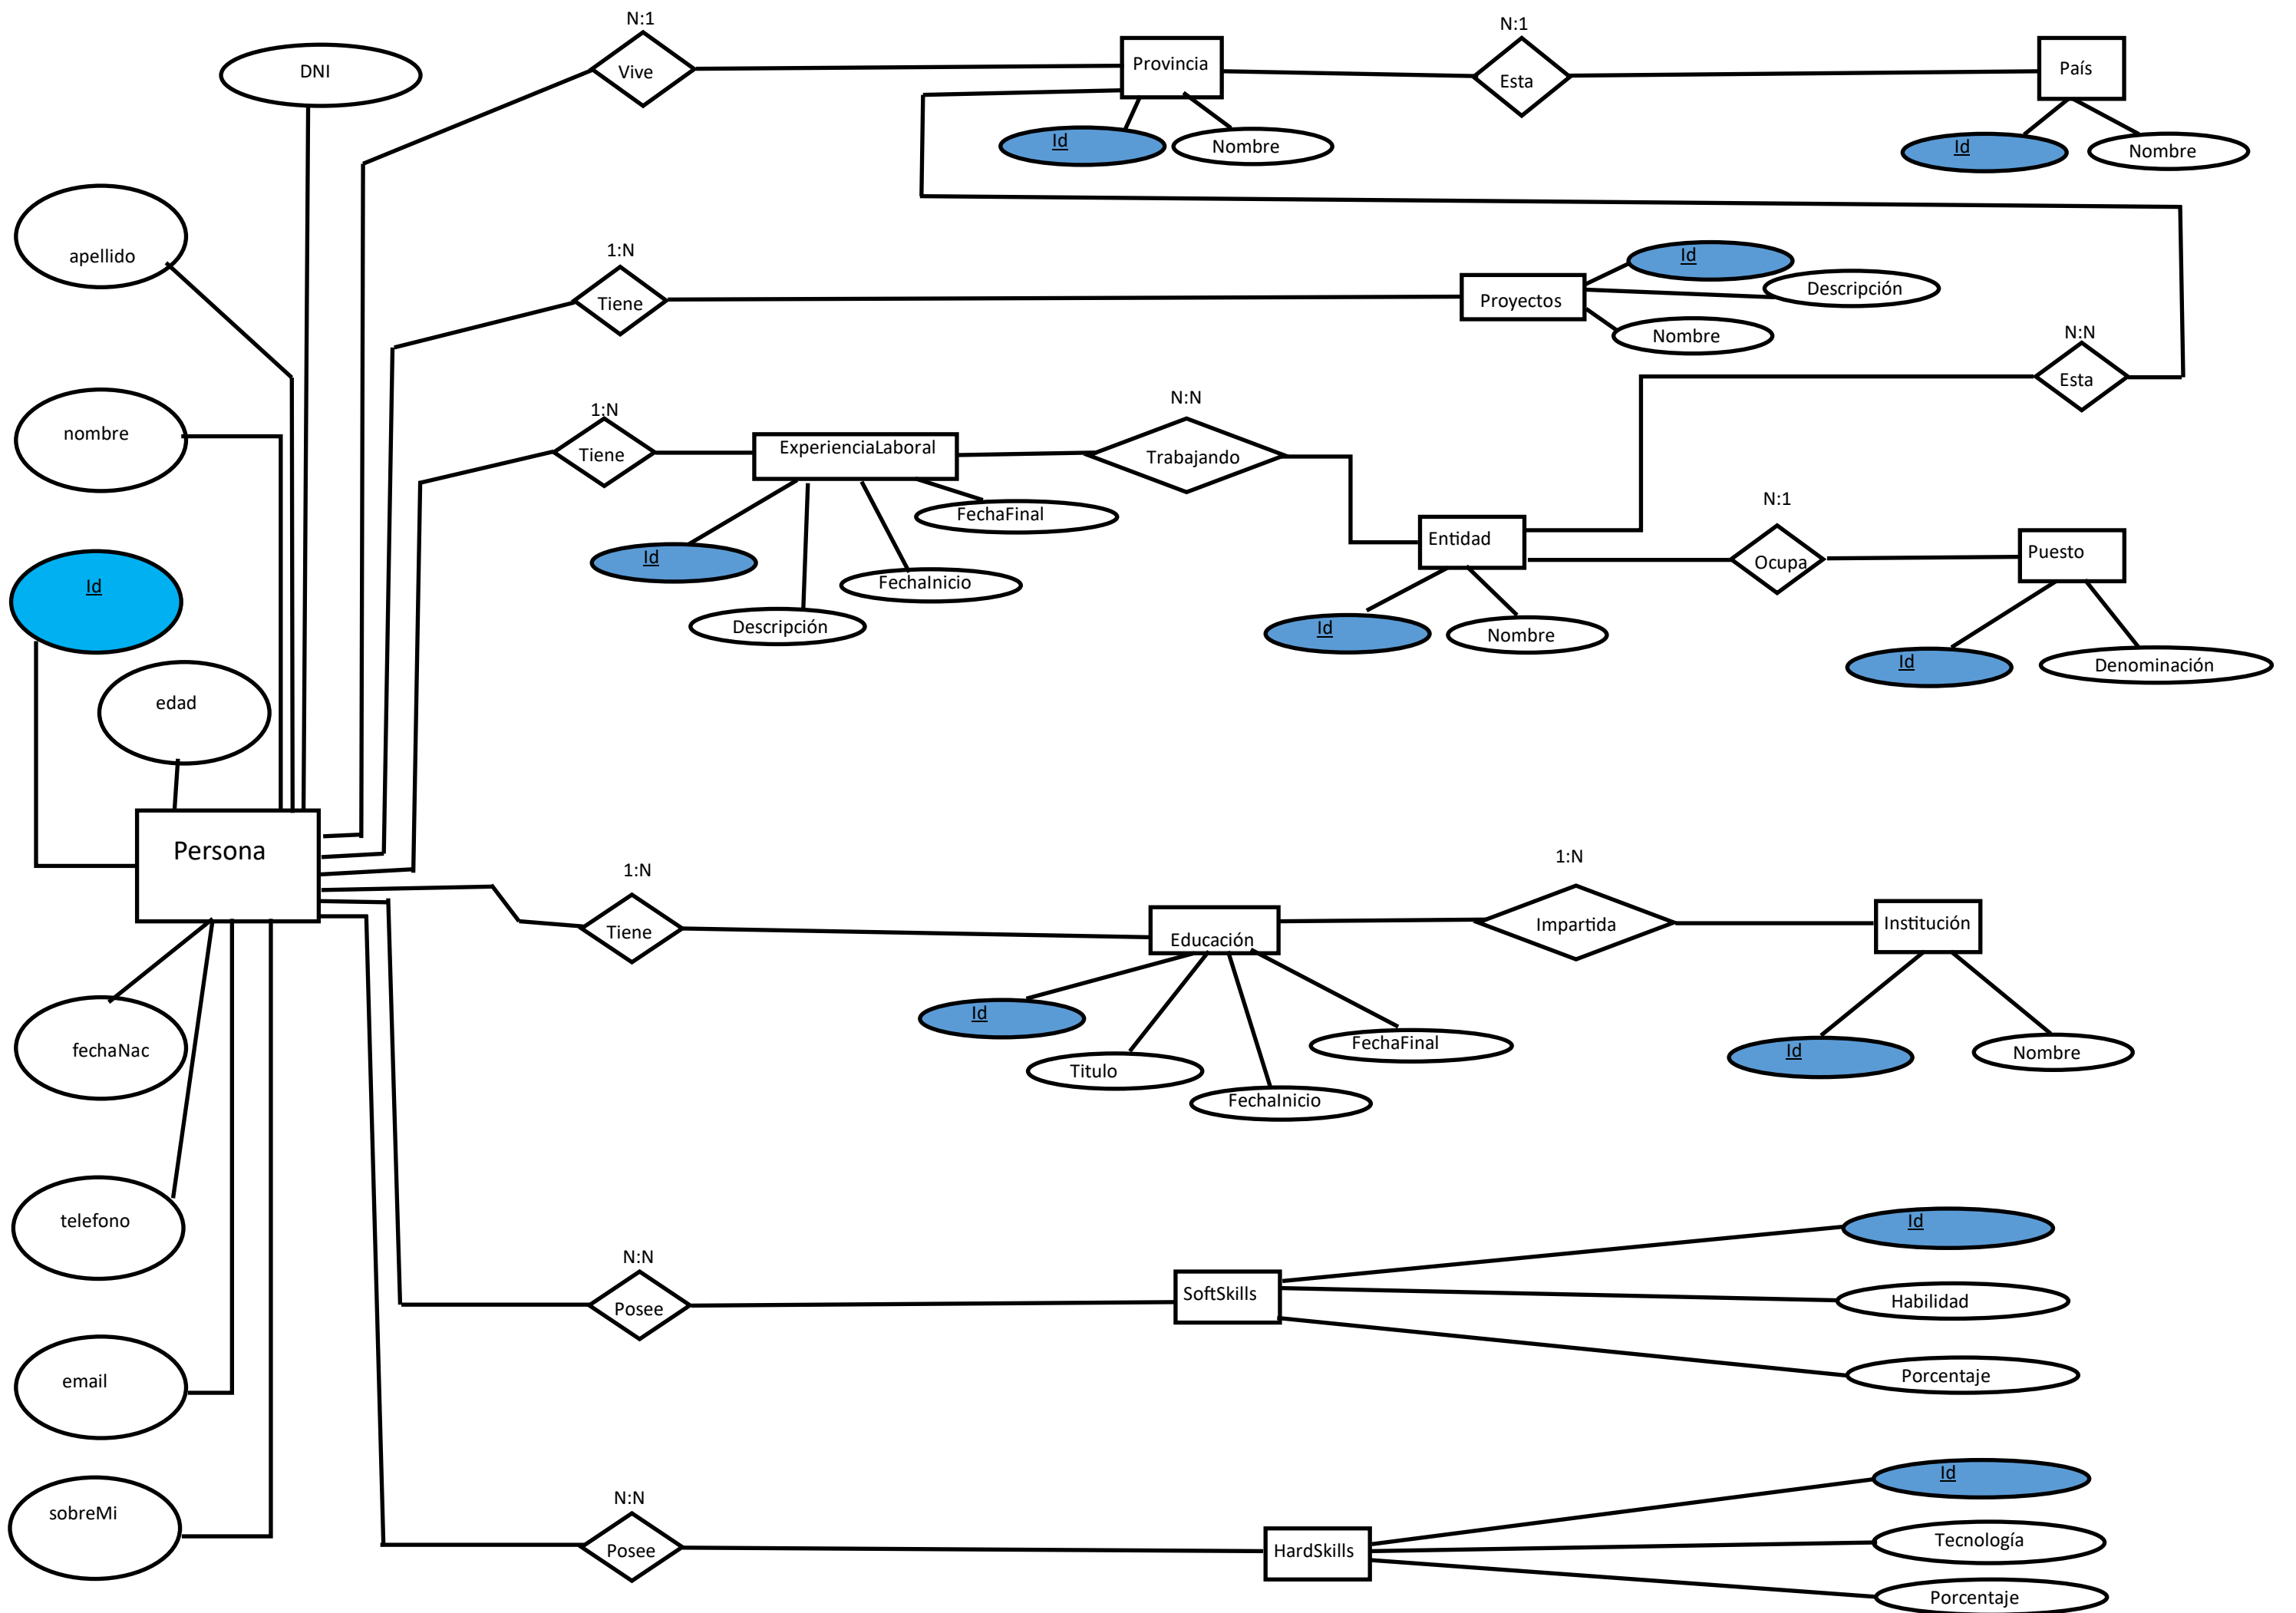 N:1
N:1
DNI
Vive
Provincia
Esta
País
Id
Nombre
Id
Nombre
apellido
1:N
Tiene
Proyectos
Id
Descripción
Nombre
N:N
Esta
nombre
1:N
Tiene
ExperienciaLaboral
N:N
Trabajando
FechaFinal
Id
FechaInicio
Descripción
Entidad
N:1
Ocupa
Puesto
Id
Nombre
Id
Denominación
Id
edad
Persona
1:N
Tiene
Educación
1:N
Impartida
Institución
Id
Titulo
FechaInicio
FechaFinal
Id
Nombre
fechaNac
telefono
N:N
Posee
SoftSkills
Id
Habilidad
Porcentaje
email
sobreMi
N:N
Posee
HardSkills
Id
Tecnología
Porcentaje